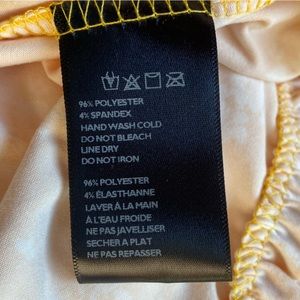 96% POLYESTER
4% SPANDEX
HAND WASH COLD
DO NOT BLEACH
LINE DRY
DO NOT IRON
96% POLYESTER
4% ÉLASTHANNE
LAVER À LA MAIN
À L'EAU FROIDE
NE PAS JAVELLISER
SECHER A PLAT
NE PAS REPASSER